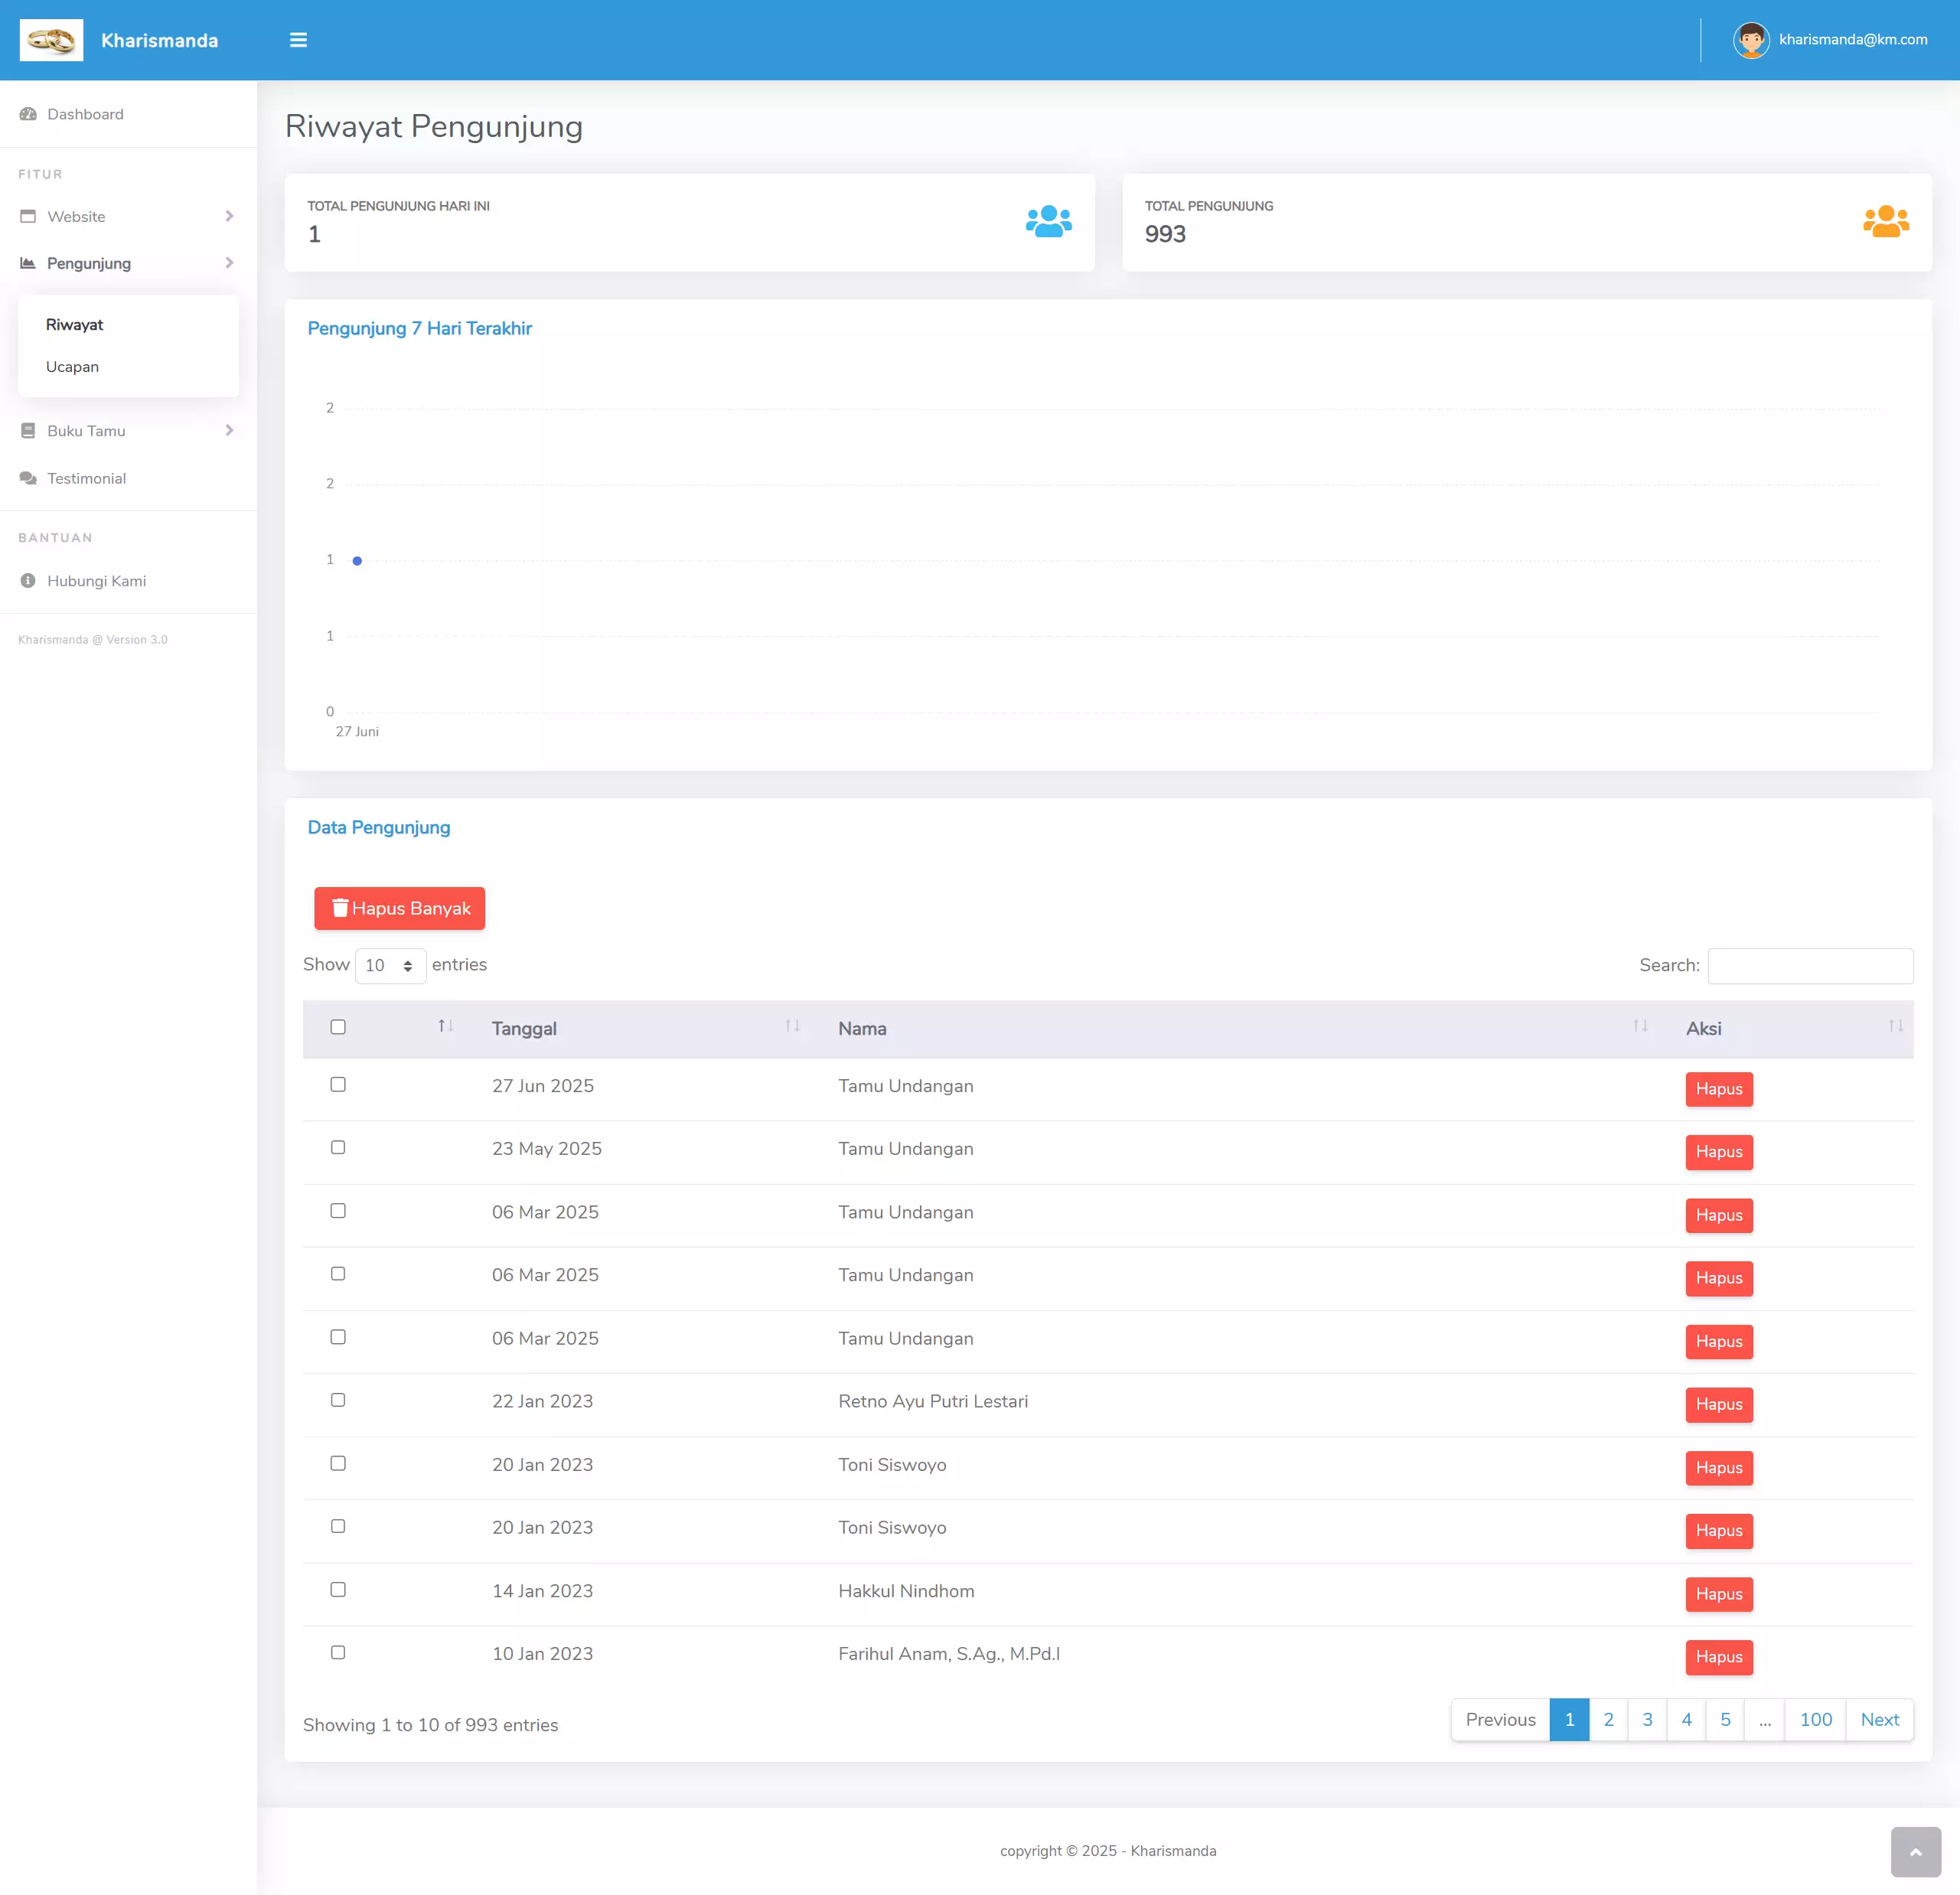 Kharismanda
kharismanda@km.com
Dashboard
FITUR
Website
Pengunjung
Riwayat
Ucapan
Buku Tamu
Testimonial
BANTUAN
Hubungi Kami
Kharismanda @ Version 3.0
Riwayat Pengunjung
TOTAL PENGUNJUNG HARI INI
1
TOTAL PENGUNJUNG
993
Pengunjung 7 Hari Terakhir
2
2
1
1
0
27 Juni
Data Pengunjung
Hapus Banyak
Show 10 entries
Search:
Tanggal Nama Aksi
27 Jun 2025 Tamu Undangan Hapus
23 May 2025 Tamu Undangan Hapus
06 Mar 2025 Tamu Undangan Hapus
06 Mar 2025 Tamu Undangan Hapus
06 Mar 2025 Tamu Undangan Hapus
22 Jan 2023 Retno Ayu Putri Lestari Hapus
20 Jan 2023 Toni Siswoyo Hapus
20 Jan 2023 Toni Siswoyo Hapus
14 Jan 2023 Hakkul Nindhom Hapus
10 Jan 2023 Farihul Anam, S.Ag., M.Pd.I Hapus
Showing 1 to 10 of 993 entries
Previous 1 2 3 4 5 ... 100 Next
copyright © 2025 - Kharismanda